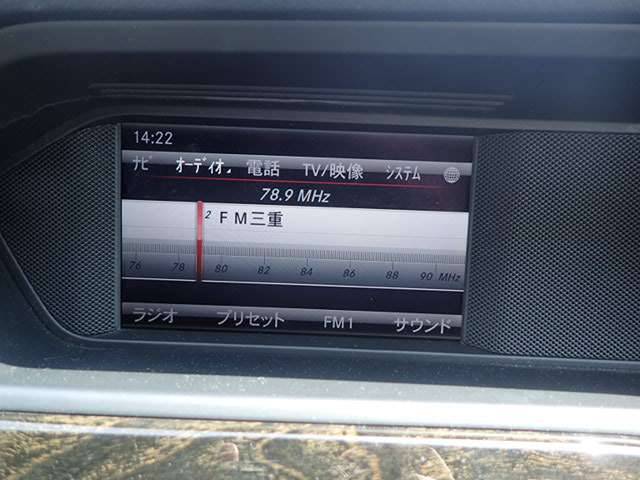 14:22
ナビ オーディオ 電話 TV/映像 システム
78.9 MHz
2 FM三重
76 78 80 82 84 86 88 90 MHz
ラジオ プリセット FM1 サウンド